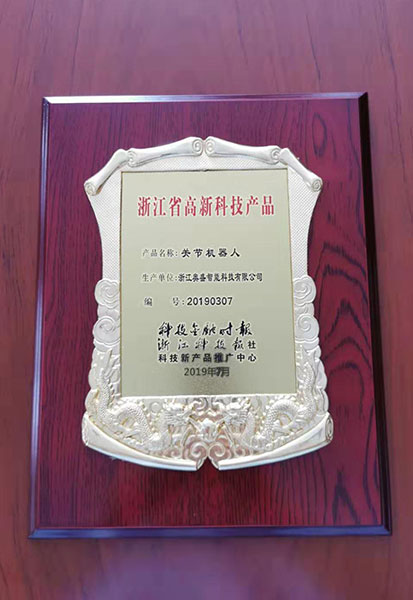 浙江省高新科技产品
产品名称：关节机器人
生产单位：浙江奥盛智能科技有限公司
编 号：20190307
科技金融时报
浙江科技报社
科技新产品推广中心
2019年7月